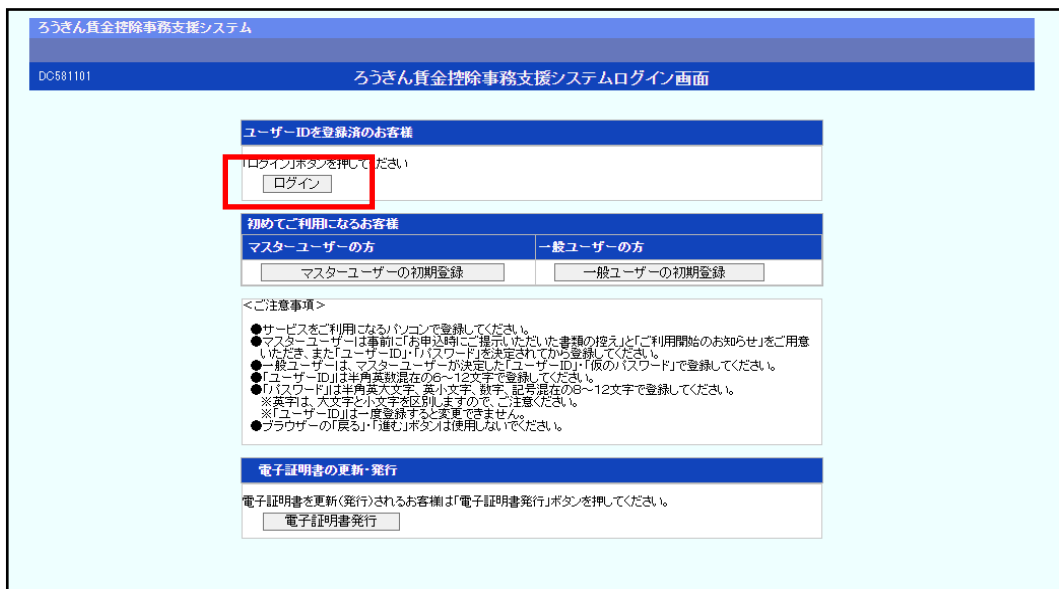 ろうきん賃金控除事務支援システム
DC581101
ろうきん賃金控除事務支援システムログイン画面
ユーザーIDを登録済のお客様
「ログイン」ボタンを押してください
ログイン
初めてご利用になるお客様
マスターユーザーの方
一般ユーザーの方
マスターユーザーの初期登録
一般ユーザーの初期登録
<ご注意事項>
●サービスをご利用になるパソコンで登録してください。
●マスターユーザーは事前に「お申込時にご提示いただいた書類の控え」と「ご利用開始のお知らせ」をご用意
いただき、また「ユーザーID」・「パスワード」を決定されてから登録してください。
●一般ユーザーは、マスターユーザーが決定した「ユーザーID」・「仮のパスワード」で登録してください。
●「ユーザーID」は半角英数混在の6～12文字で登録してください。
●「パスワード」は半角英大文字、英小文字、数字、記号混在の8～12文字で登録してください。
※英字は、大文字と小文字を区別しますので、ご注意ください。
※「ユーザーID」は一度登録すると変更できません。
●ブラウザーの「戻る」・「進む」ボタンは使用しないでください。
電子証明書の更新・発行
電子証明書を更新(発行)されるお客様は「電子証明書発行」ボタンを押してください。
電子証明書発行